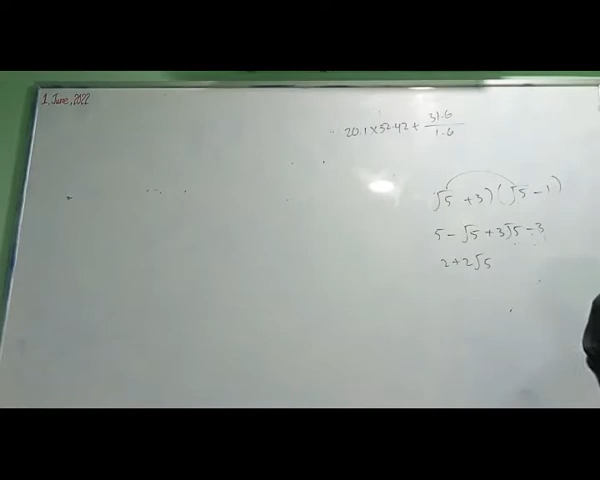 1, June, 2022
20.1 × 52.42 + 31.6/1.6
(√5 + 3)(√5 - 1)
5 - √5 + 3√5 - 3
2 + 2√5